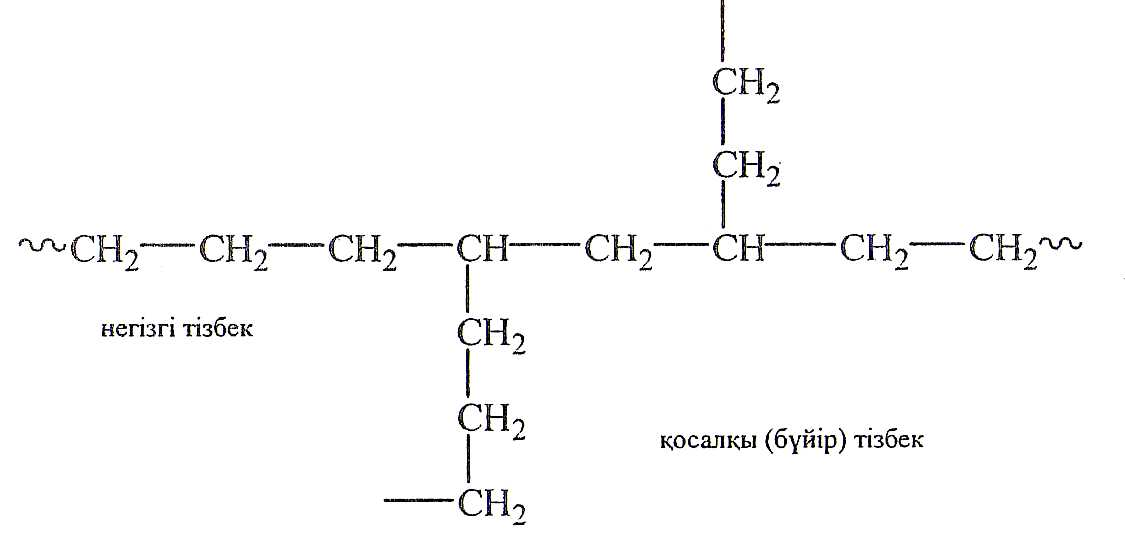 CH₂
CH₂
~CH₂—CH₂—CH₂—CH—CH₂—CH—CH₂—CH₂~
негізгі тізбек
CH₂
CH₂
қосалқы (бүйір) тізбек
—CH₂